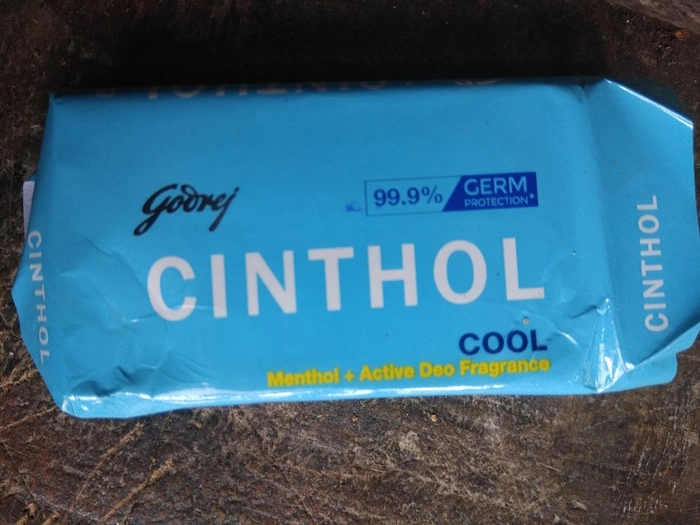 Godrej
99.9% GERM
PROTECTION*
CINTHOL
COOL
Menthol + Active Deo Fragrance
CINTHOL
CINTHOL